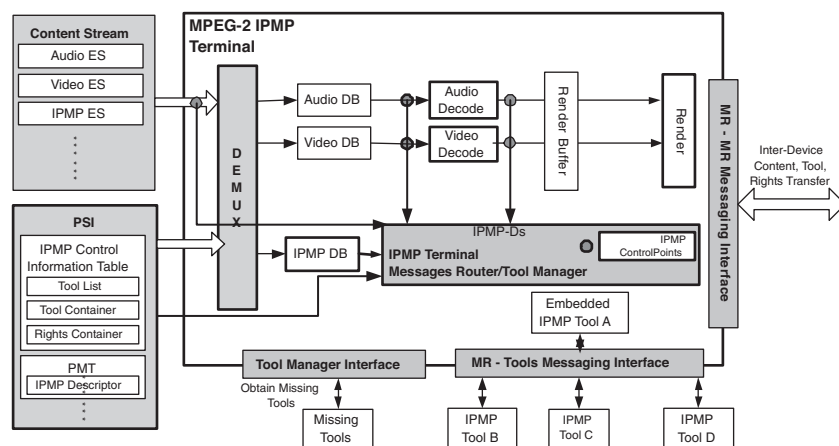 MPEG-2 IPMP
Terminal
Content Stream
Audio ES
Video ES
IPMP ES
DEMUX
Audio DB
Video DB
Audio
Decode
Video
Decode
Render Buffer
Render
MR - MR Messaging Interface
Inter-Device
Content, Tool,
Rights Transfer
PSI
IPMP Control
Information Table
Tool List
Tool Container
Rights Container
PMT
IPMP Descriptor
IPMP DB
IPMP-Ds
IPMP Terminal
Messages Router/Tool Manager
IPMP
ControlPoints
Embedded
IPMP Tool A
Tool Manager Interface
MR - Tools Messaging Interface
Obtain Missing
Tools
Missing
Tools
IPMP
Tool B
IPMP
Tool C
IPMP
Tool D